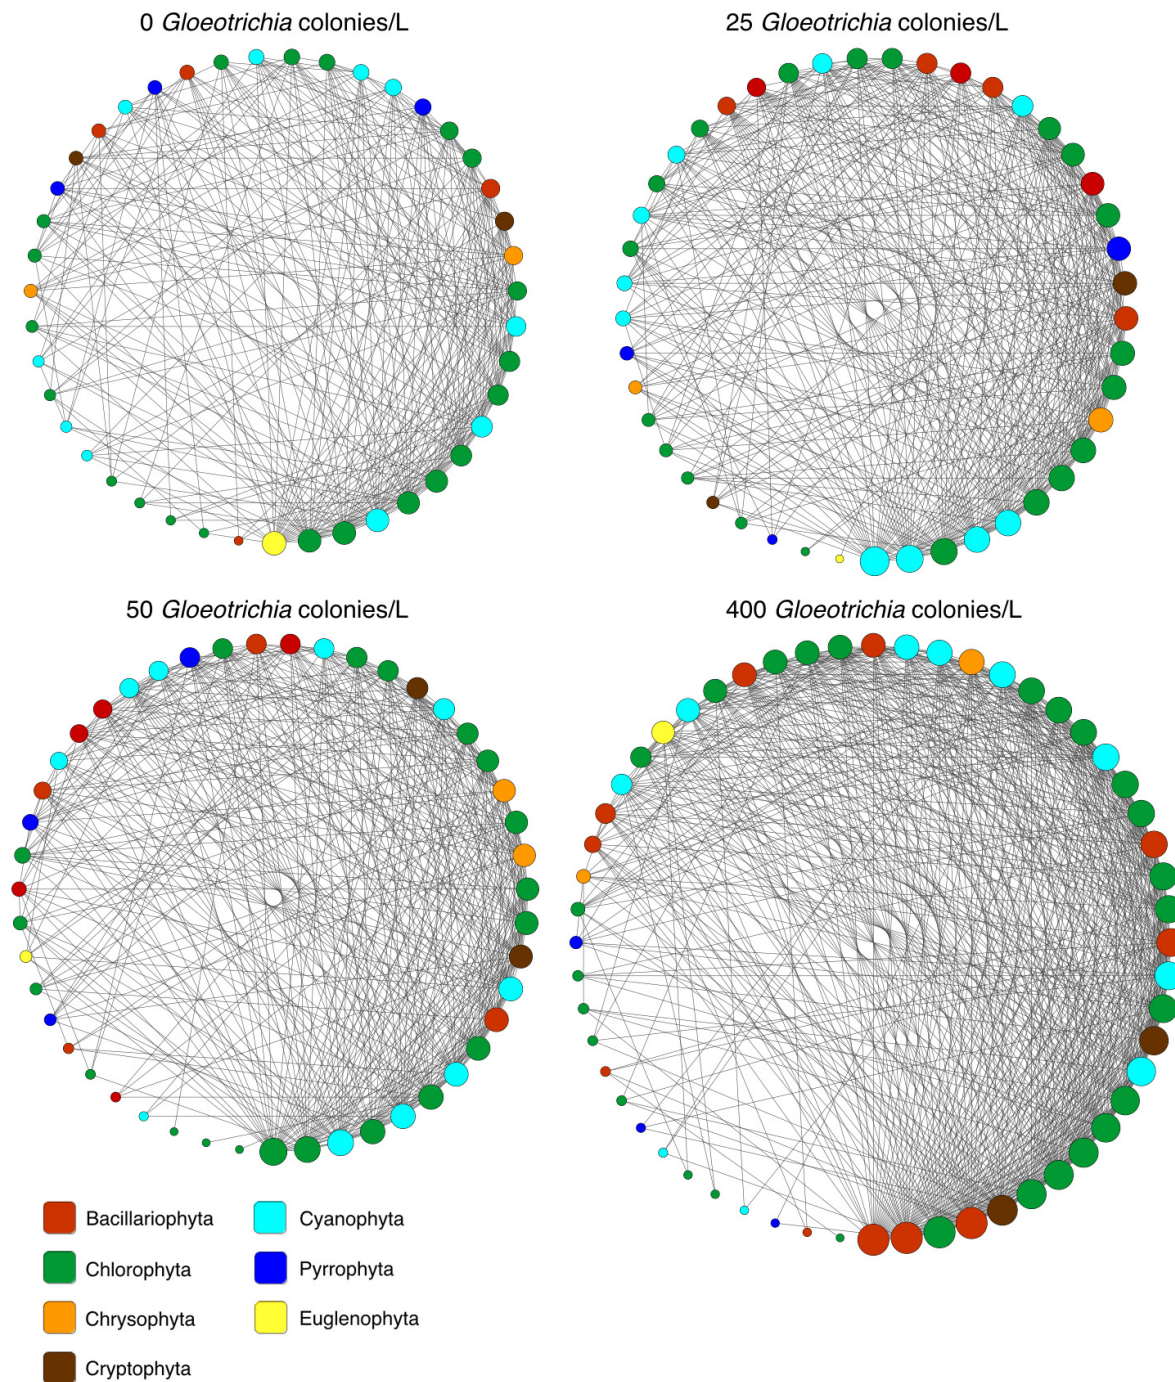 0 Gloeotrichia colonies/L
25 Gloeotrichia colonies/L
50 Gloeotrichia colonies/L
400 Gloeotrichia colonies/L
Bacillariophyta
Cyanophyta
Chlorophyta
Pyrrophyta
Chrysophyta
Euglenophyta
Cryptophyta